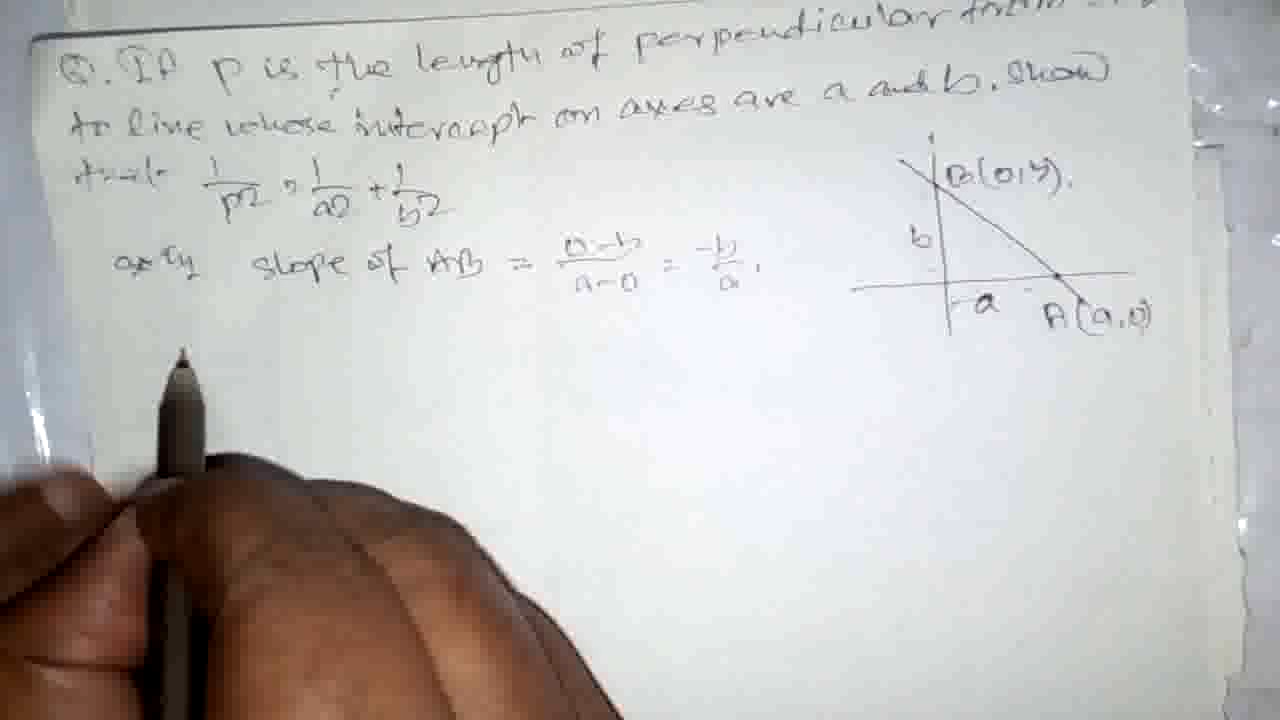 Q. If P is the length of perpendicular from
to line whose intercept on axes are a and b. show
that 1/p2 = 1/a2 + 1/b2
slope of AB = 0-b/a-0 = -b/a.
B(0,y).
b
a
A(a,0)